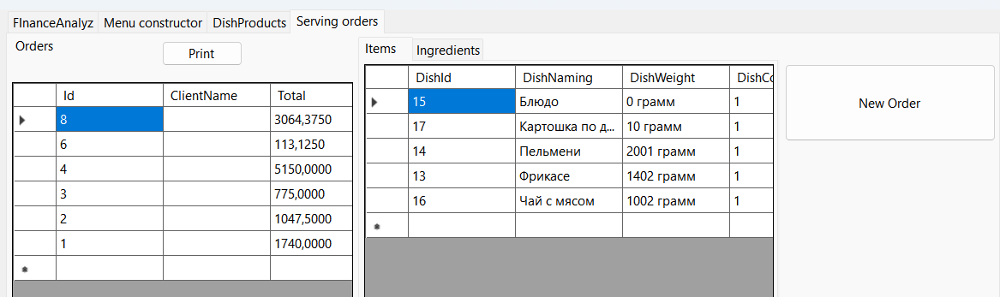 FInanceAnalyz Menu constructor DishProducts Serving orders
Orders Print
Items Ingredients
Id ClientName Total
8 3064,3750
6 113,1250
4 5150,0000
3 775,0000
2 1047,5000
1 1740,0000
DishId DishNaming DishWeight DishCo
15 Блюдо 0 грамм 1
17 Картошка по д... 10 грамм 1
14 Пельмени 2001 грамм 1
13 Фрикасе 1402 грамм 1
16 Чай с мясом 1002 грамм 1
New Order